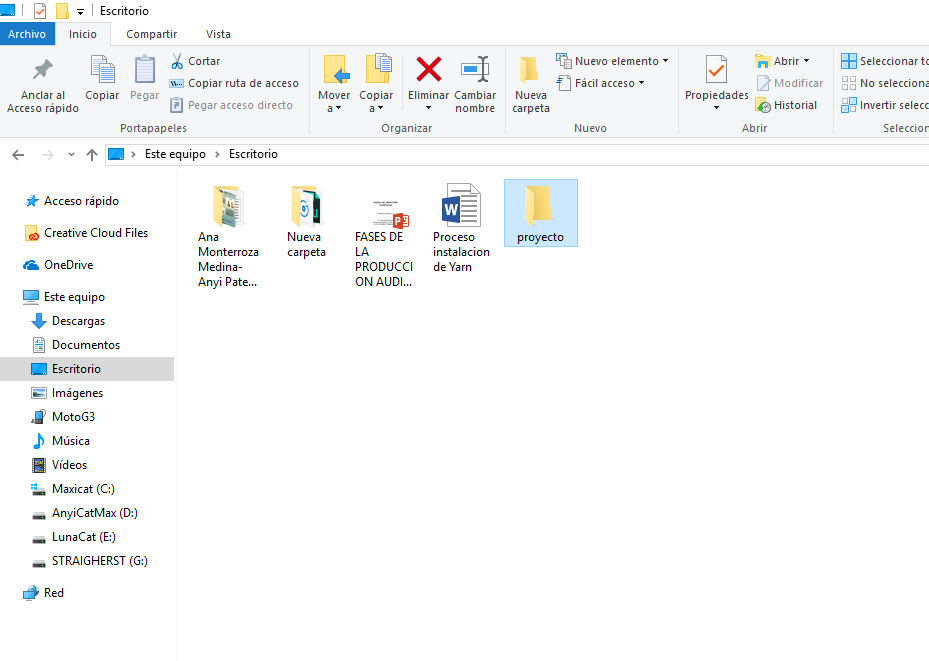 Escritorio
Archivo
Inicio
Compartir
Vista
Anclar al
Acceso rápido
Copiar
Pegar
Cortar
Copiar ruta de acceso
Pegar acceso directo
Portapapeles
Mover
a
Copiar
a
Eliminar
Cambiar
nombre
Organizar
Nueva
carpeta
Nuevo elemento
Fácil acceso
Nuevo
Propiedades
Abrir
Modificar
Historial
Abrir
Seleccionar to
No selecciona
Invertir selecc
Seleccion
Este equipo
Escritorio
Acceso rápido
Creative Cloud Files
OneDrive
Este equipo
Descargas
Documentos
Escritorio
Imágenes
MotoG3
Música
Vídeos
Maxicat (C:)
AnyiCatMax (D:)
LunaCat (E:)
STRAIGHERST (G:)
Red
Ana
Monterroza
Medina-
Anyi Pate...
Nueva
carpeta
FASES DE
LA
PRODUCCI
ON AUDI...
Proceso
instalacion
de Yarn
proyecto